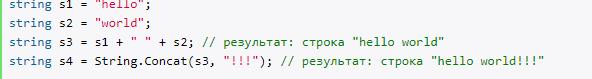 string s1 = "hello";
string s2 = "world";
string s3 = s1 + " " + s2; // результат: строка "hello world"
string s4 = String.Concat(s3, "!!!"); // результат: строка "hello world!!!"